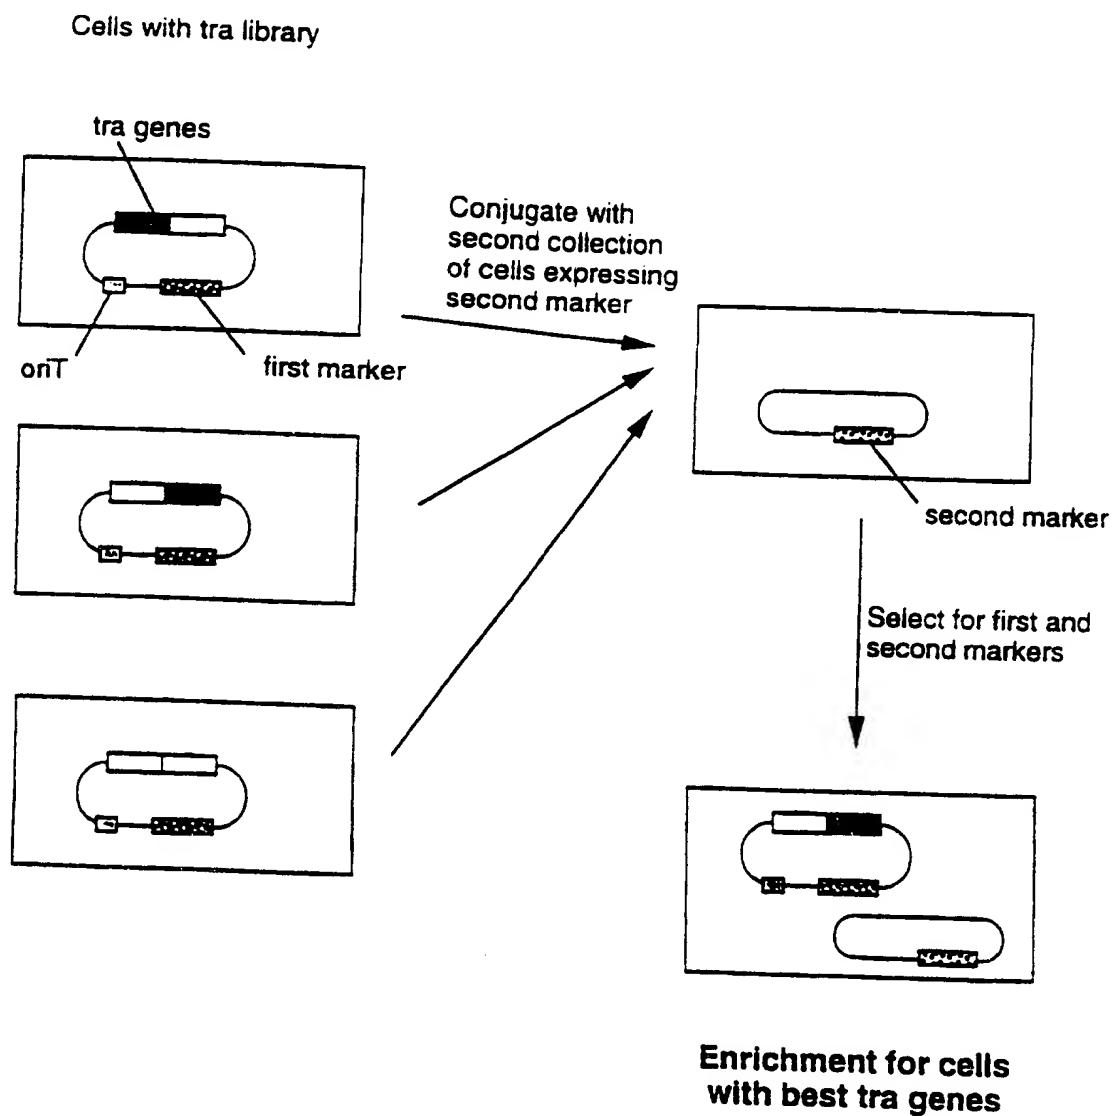 Cells with tra library
tra genes
Conjugate with
second collection
of cells expressing
second marker
oriT
first marker
second marker
Select for first and
second markers
Enrichment for cells
with best tra genes